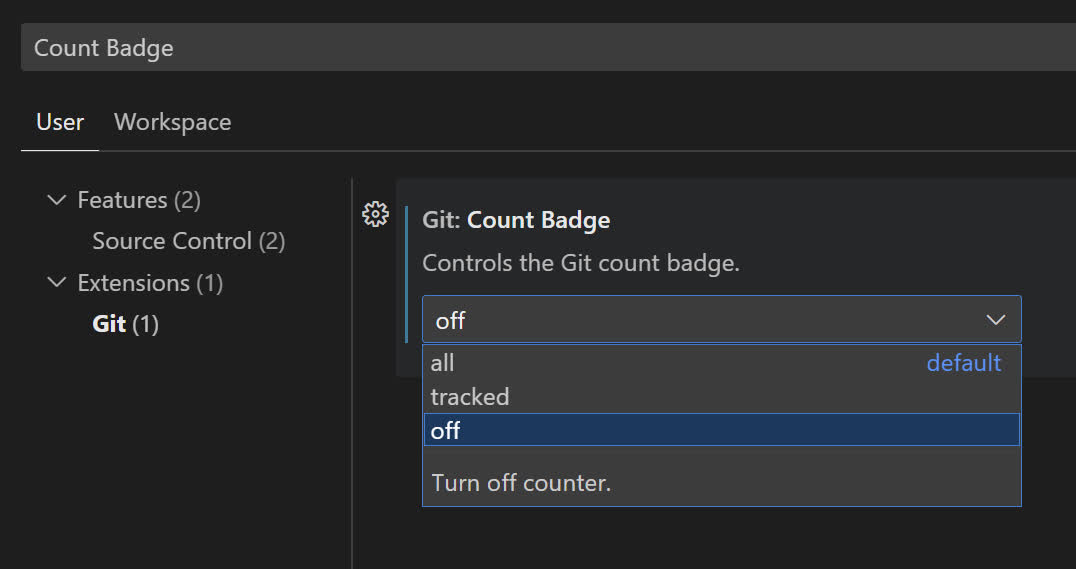 Count Badge
User Workspace
Features (2)
Source Control (2)
Extensions (1)
Git (1)
Git: Count Badge
Controls the Git count badge.
off
all default
tracked
off
Turn off counter.